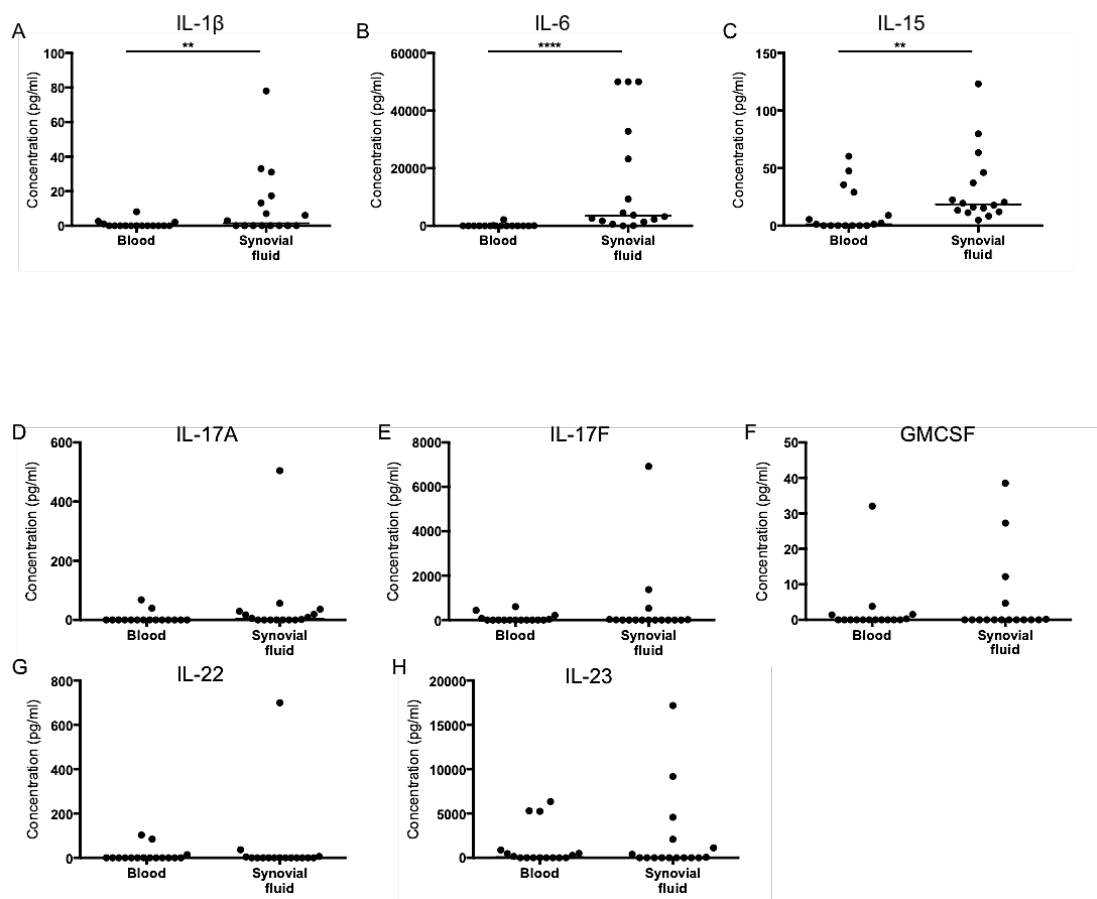 A
IL-1β
**
Concentration (pg/ml)
100
80
60
40
20
0
Blood
Synovial
fluid
B
IL-6
****
Concentration (pg/ml)
60000
40000
20000
0
Blood
Synovial
fluid
C
IL-15
**
Concentration (pg/ml)
150
100
50
0
Blood
Synovial
fluid
D
IL-17A
Concentration (pg/ml)
600
400
200
0
Blood
Synovial
fluid
E
IL-17F
Concentration (pg/ml)
8000
6000
4000
2000
0
Blood
Synovial
fluid
F
GMCSF
Concentration (pg/ml)
50
40
30
20
10
0
Blood
Synovial
fluid
G
IL-22
Concentration (pg/ml)
800
600
400
200
0
Blood
Synovial
fluid
H
IL-23
Concentration (pg/ml)
20000
15000
10000
5000
0
Blood
Synovial
fluid